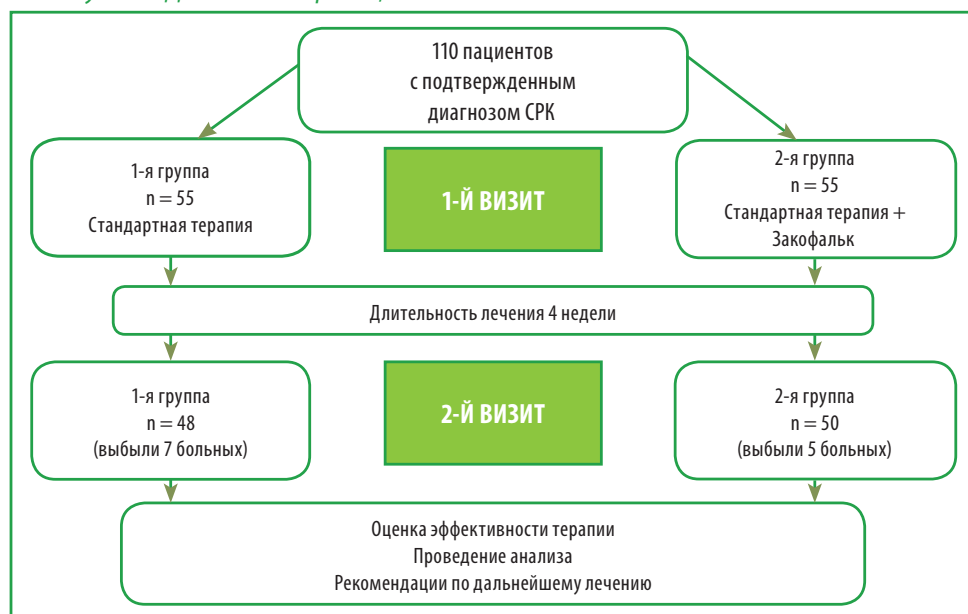 110 пациентов
с подтвержденным
диагнозом СРК
1-я группа
n = 55
Стандартная терапия
1-Й ВИЗИТ
2-я группа
n = 55
Стандартная терапия +
Закофальк
Длительность лечения 4 недели
1-я группа
n = 48
(выбыли 7 больных)
2-Й ВИЗИТ
2-я группа
n = 50
(выбыли 5 больных)
Оценка эффективности терапии
Проведение анализа
Рекомендации по дальнейшему лечению